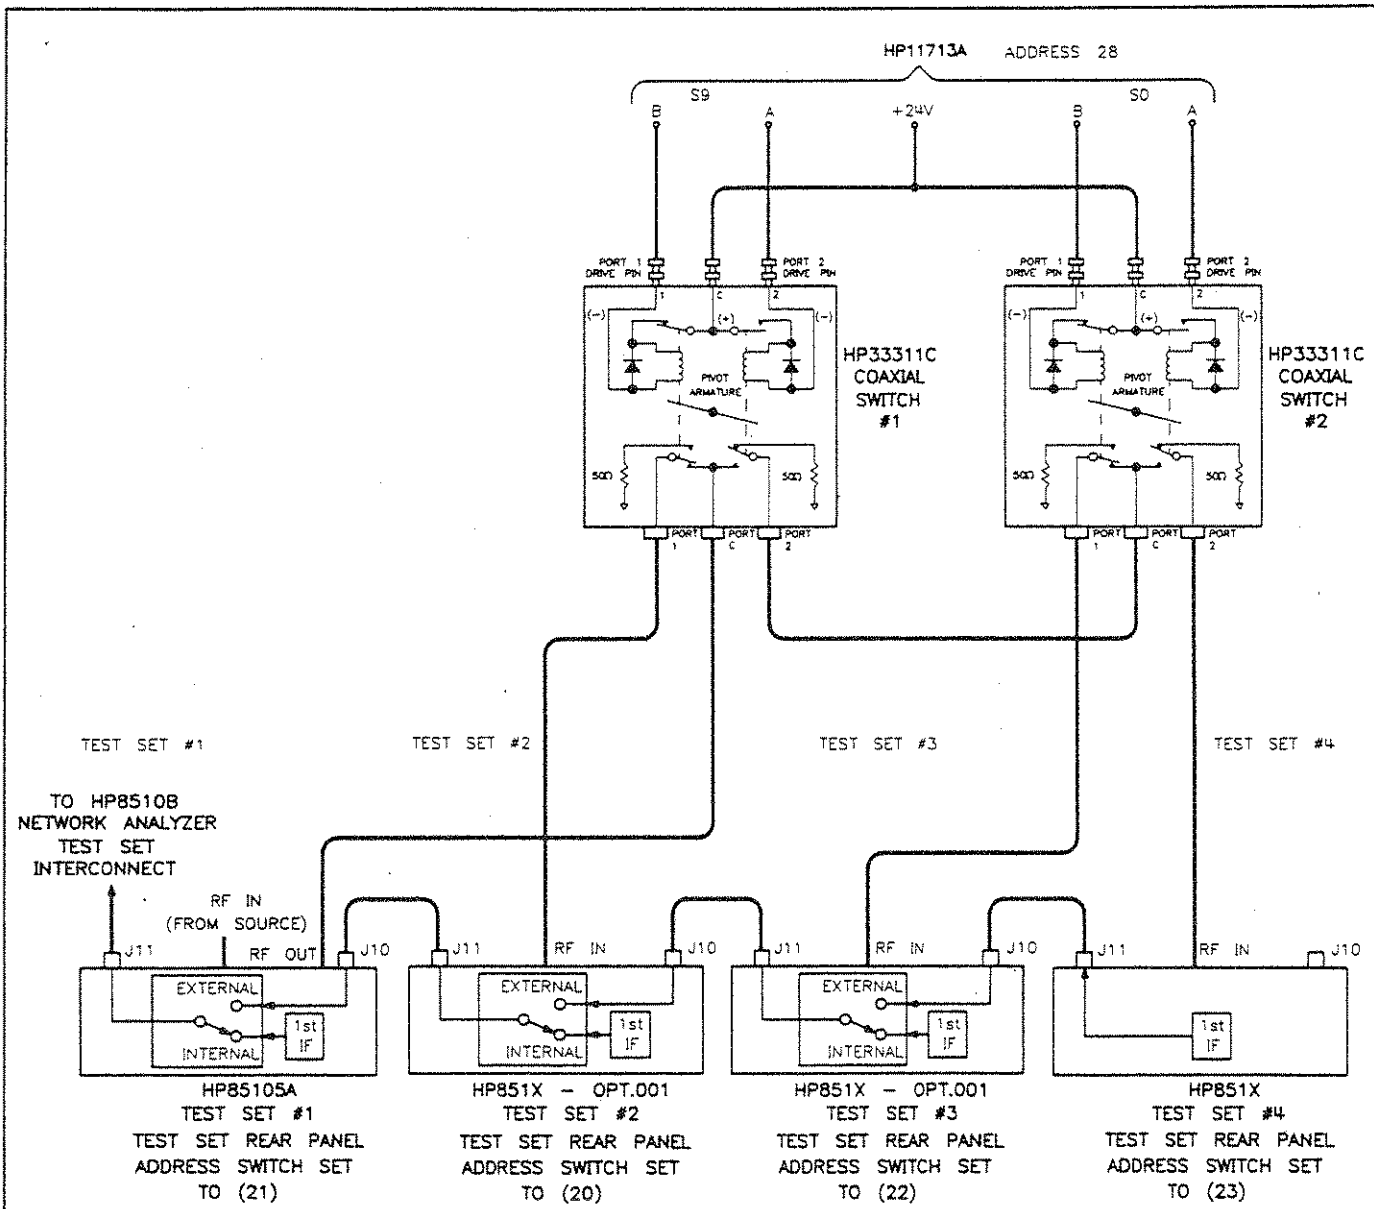 HP11713A ADDRESS 28
S9 S0
B A +24V B A
PORT 1 DRIVE PIN
PORT 2 DRIVE PIN
PORT 1 DRIVE PIN
PORT 2 DRIVE PIN
1 C 2
1 C 2
(-) (+) (-)
(-) (+) (-)
PIVOT
ARMATURE
PIVOT
ARMATURE
HP33311C
COAXIAL
SWITCH
#1
HP33311C
COAXIAL
SWITCH
#2
50Ω 50Ω
50Ω 50Ω
PORT 1 PORT C PORT 2
PORT 1 PORT C PORT 2
TEST SET #1 TEST SET #2 TEST SET #3 TEST SET #4
TO HP8510B
NETWORK ANALYZER
TEST SET
INTERCONNECT
RF IN
(FROM SOURCE)
J11 RF OUT J10
J11 RF IN J10
J11 RF IN J10
J11 RF IN J10
EXTERNAL
INTERNAL
1st
IF
EXTERNAL
INTERNAL
1st
IF
EXTERNAL
INTERNAL
1st
IF
1st
IF
HP85105A
TEST SET #1
TEST SET REAR PANEL
ADDRESS SWITCH SET
TO (21)
HP851X - OPT.001
TEST SET #2
TEST SET REAR PANEL
ADDRESS SWITCH SET
TO (20)
HP851X - OPT.001
TEST SET #3
TEST SET REAR PANEL
ADDRESS SWITCH SET
TO (22)
HP851X
TEST SET #4
TEST SET REAR PANEL
ADDRESS SWITCH SET
TO (23)